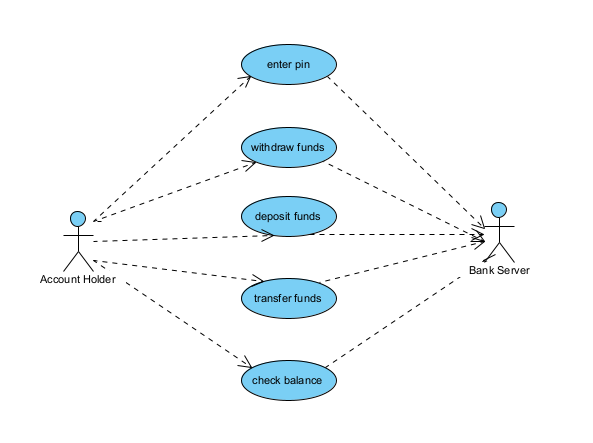 enter pin
withdraw funds
deposit funds
Account Holder
Bank Server
transfer funds
check balance